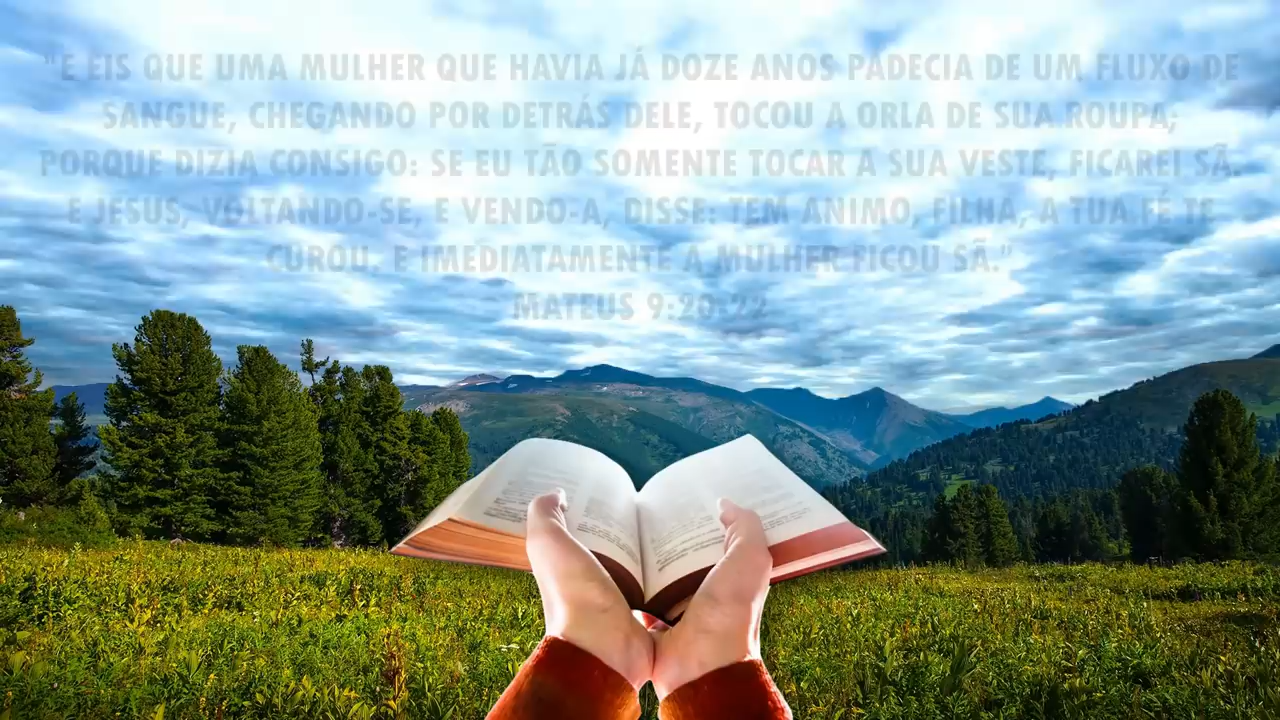 "E EIS QUE UMA MULHER QUE HAVIA JÁ DOZE ANOS PADECIA DE UM FLUXO DE
SANGUE, CHEGANDO POR DETRÁS DELE, TOCOU A ORLA DE SUA ROUPA;
PORQUE DIZIA CONSIGO: SE EU TÃO SOMENTE TOCAR A SUA VESTE, FICAREI SÃ.
E JESUS, VOLTANDO-SE, E VENDO-A, DISSE: TEM ANIMO, FILHA, A TUA FÉ TE
CUROU. E IMEDIATAMENTE A MULHER FICOU SÃ."
MATEUS 9:20-22